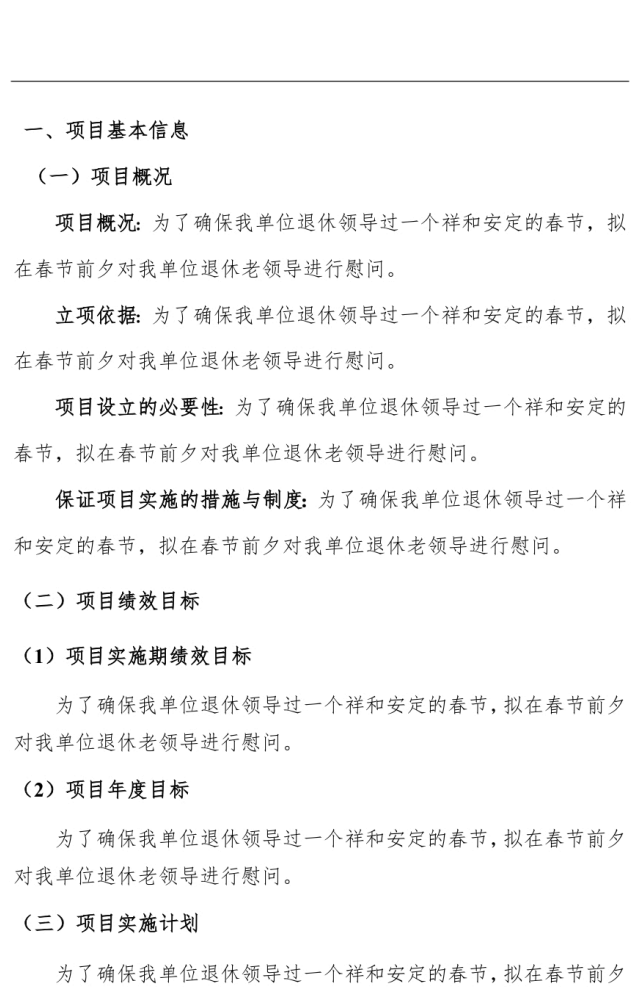 一、项目基本信息
（一）项目概况
项目概况：为了确保我单位退休领导过一个祥和安定的春节，拟
在春节前夕对我单位退休老领导进行慰问。
立项依据：为了确保我单位退休领导过一个祥和安定的春节，拟
在春节前夕对我单位退休老领导进行慰问。
项目设立的必要性：为了确保我单位退休领导过一个祥和安定的
春节，拟在春节前夕对我单位退休老领导进行慰问。
保证项目实施的措施与制度：为了确保我单位退休领导过一个祥
和安定的春节，拟在春节前夕对我单位退休老领导进行慰问。
（二）项目绩效目标
（1）项目实施期绩效目标
为了确保我单位退休领导过一个祥和安定的春节，拟在春节前夕
对我单位退休老领导进行慰问。
（2）项目年度目标
为了确保我单位退休领导过一个祥和安定的春节，拟在春节前夕
对我单位退休老领导进行慰问。
（三）项目实施计划
为了确保我单位退休领导过一个祥和安定的春节，拟在春节前夕